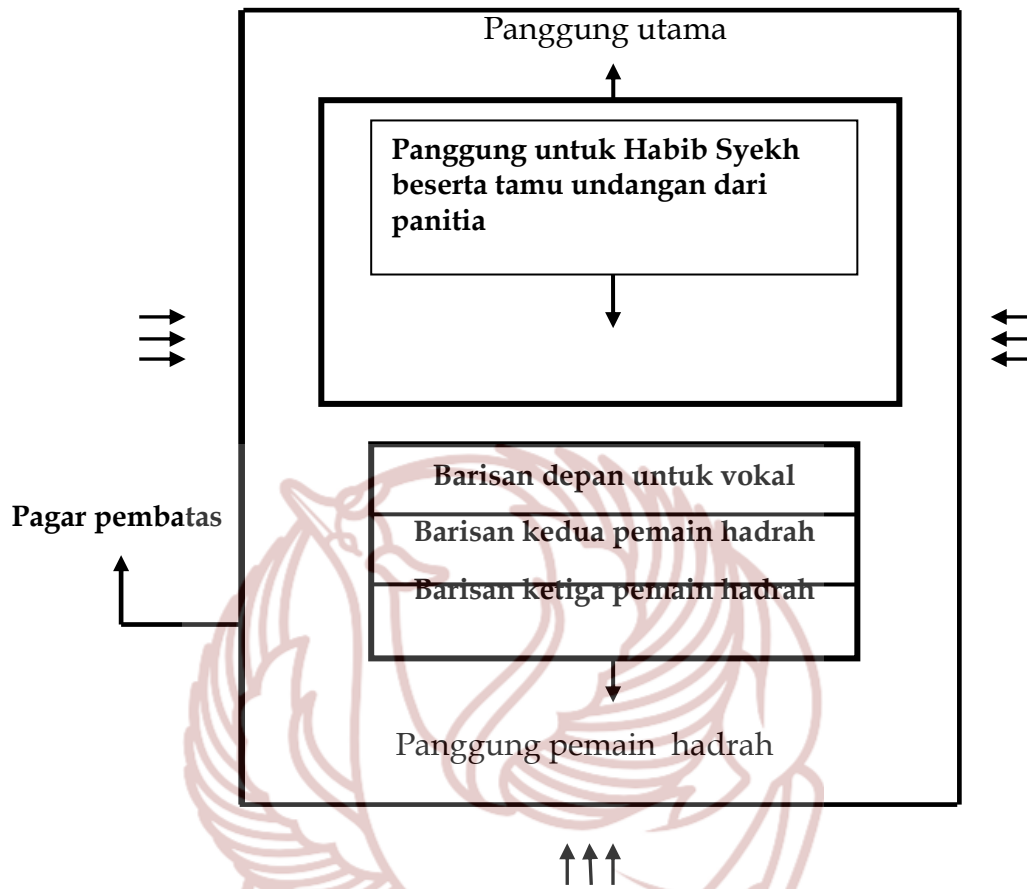 Panggung utama
Panggung untuk Habib Syekh
beserta tamu undangan dari
panitia
Barisan depan untuk vokal
Pagar pembatas
Barisan kedua pemain hadrah
Barisan ketiga pemain hadrah
Panggung pemain hadrah